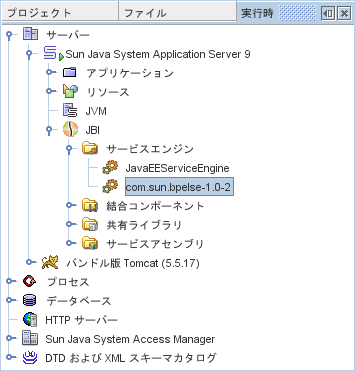 プロジェクト ファイル 実行時
サーバー
Sun Java System Application Server 9
アプリケーション
リソース
JVM
JBI
サービスエンジン
JavaEEServiceEngine
com.sun.bpelse-1.0-2
結合コンポーネント
共有ライブラリ
サービスアセンブリ
バンドル版 Tomcat (5.5.17)
プロセス
データベース
HTTP サーバー
Sun Java System Access Manager
DTD および XML スキーマカタログ